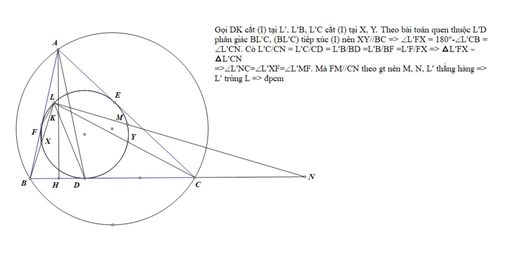 Gọi DK cắt (I) tại L', L'B, L'C cắt (I) tại X, Y. Theo bài toán quen thuộc L'D
phân giác BL'C, (BL'C) tiếp xúc (I) nên XY//BC => ∠L'FX = 180°-∠L'CB =
∠L'CN. Có L'C/CN = L'C/CD = L'B/BD =L'B/BF =L'F/FX => △L'FX ~
△L'CN
=>∠L'NC=∠L'XF=∠L'MF. Mà FM//CN theo gt nên M, N, L' thẳng hàng =>
L' trùng L => đpcm
A
L
E
K
M
F
X
Y
B
H
D
C
N